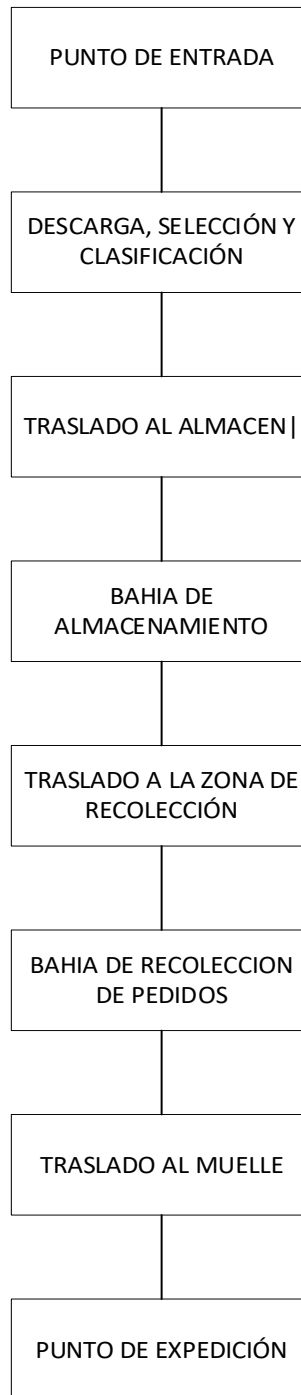 PUNTO DE ENTRADA
DESCARGA, SELECCIÓN Y
CLASIFICACIÓN
TRASLADO AL ALMACEN|
BAHIA DE
ALMACENAMIENTO
TRASLADO A LA ZONA DE
RECOLECCIÓN
BAHIA DE RECOLECCION
DE PEDIDOS
TRASLADO AL MUELLE
PUNTO DE EXPEDICIÓN